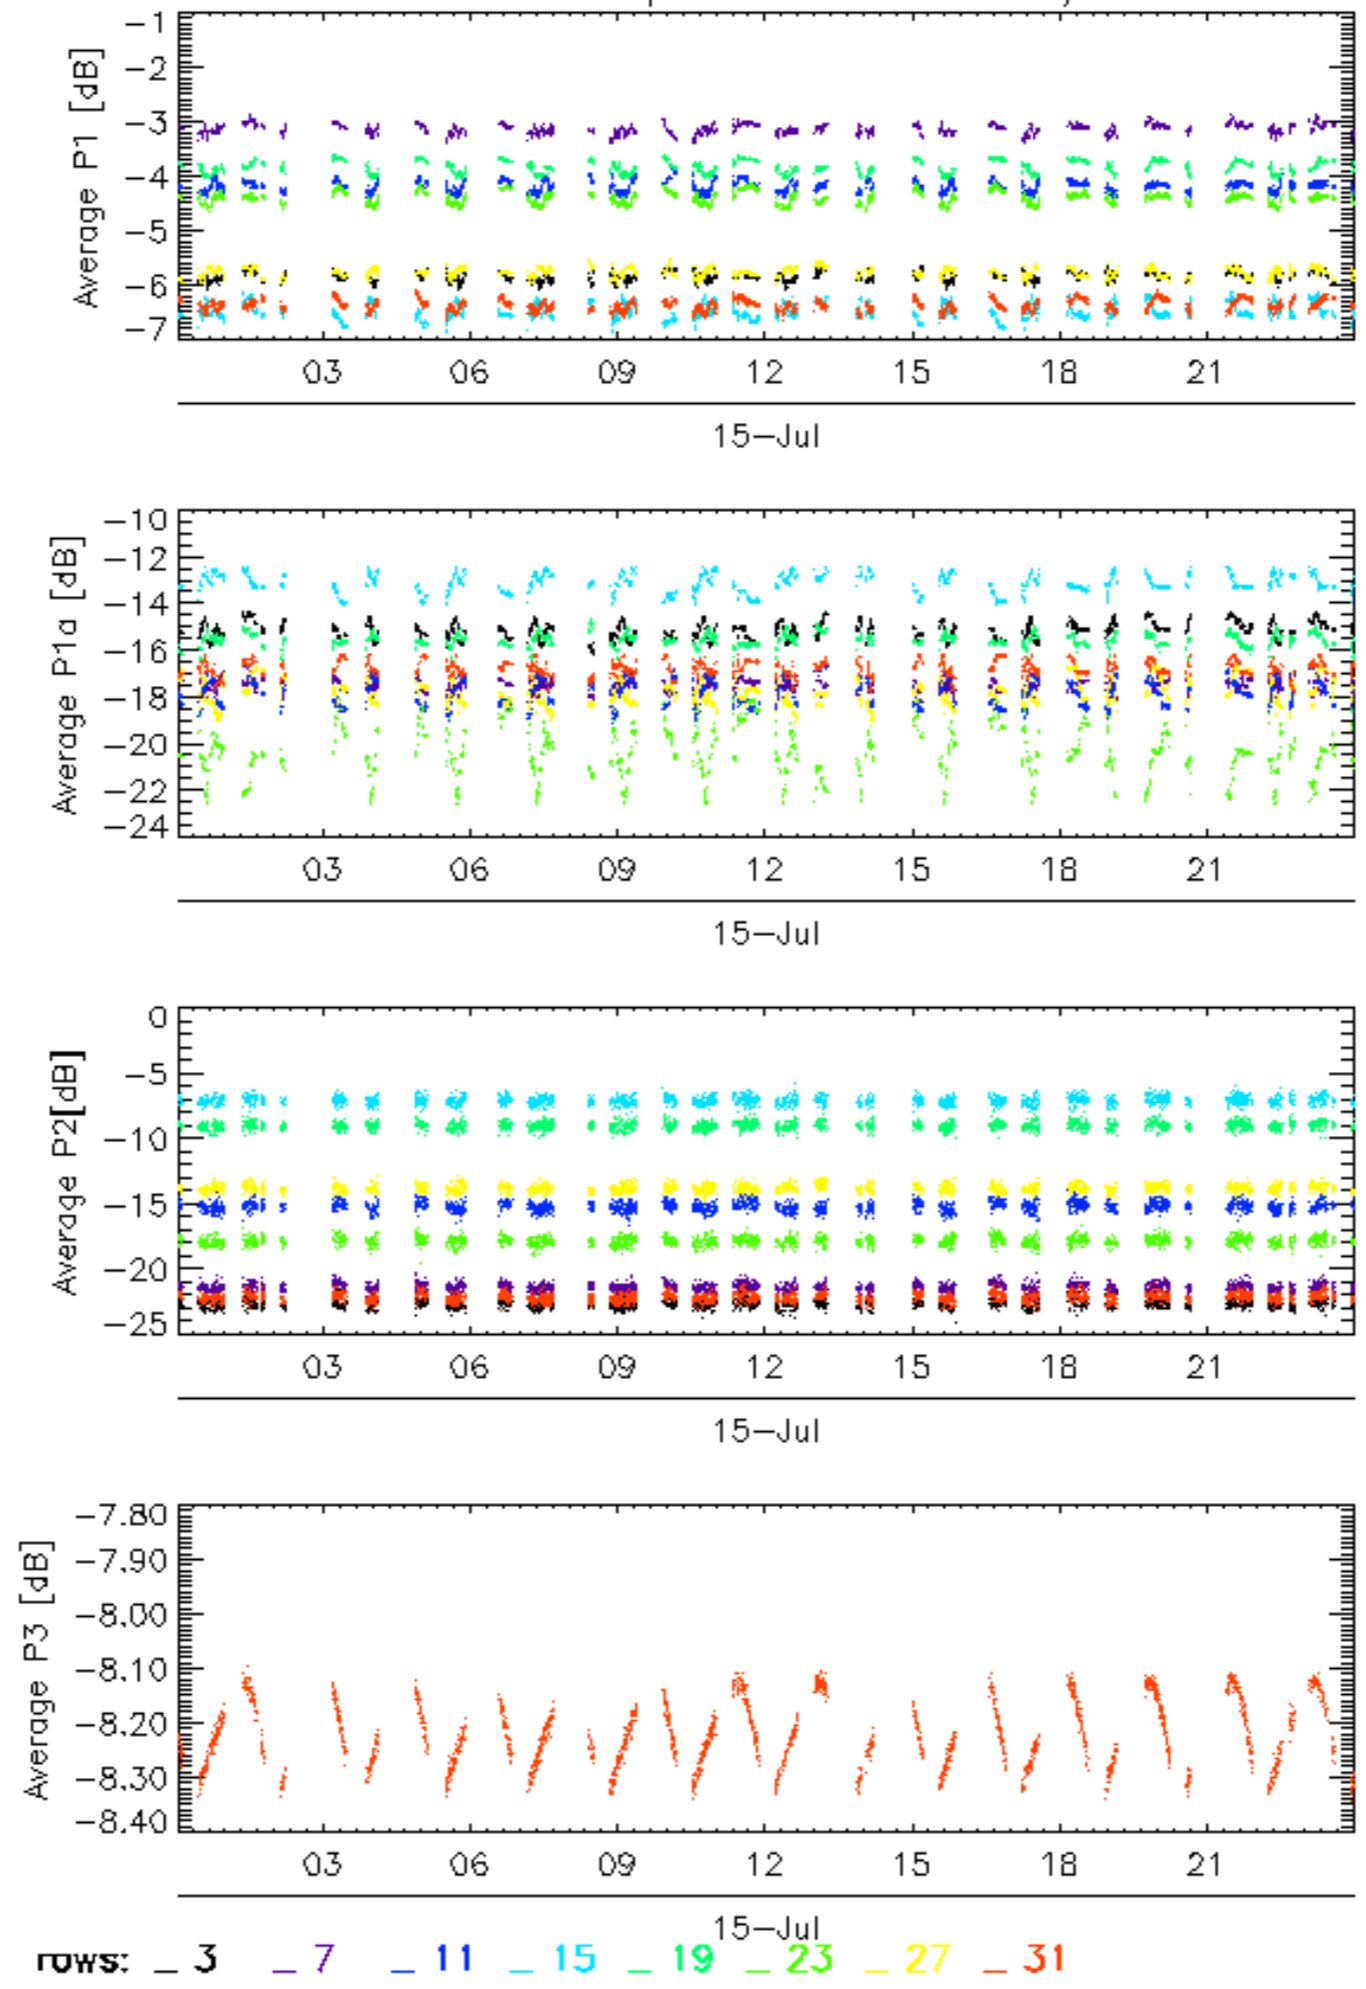 -1
-2
-3
-4
-5
-6
-7
Average P1 [dB]
03 06 09 12 15 18 21
15-Jul
-10
-12
-14
-16
-18
-20
-22
-24
Average P1a [dB]
03 06 09 12 15 18 21
15-Jul
0
-5
-10
-15
-20
-25
Average P2[dB]
03 06 09 12 15 18 21
15-Jul
-7.80
-7.90
-8.00
-8.10
-8.20
-8.30
-8.40
Average P3 [dB]
03 06 09 12 15 18 21
15-Jul
rows: _ 3 _ 7 _ 11 _ 15 _ 19 _ 23 _ 27 _ 31